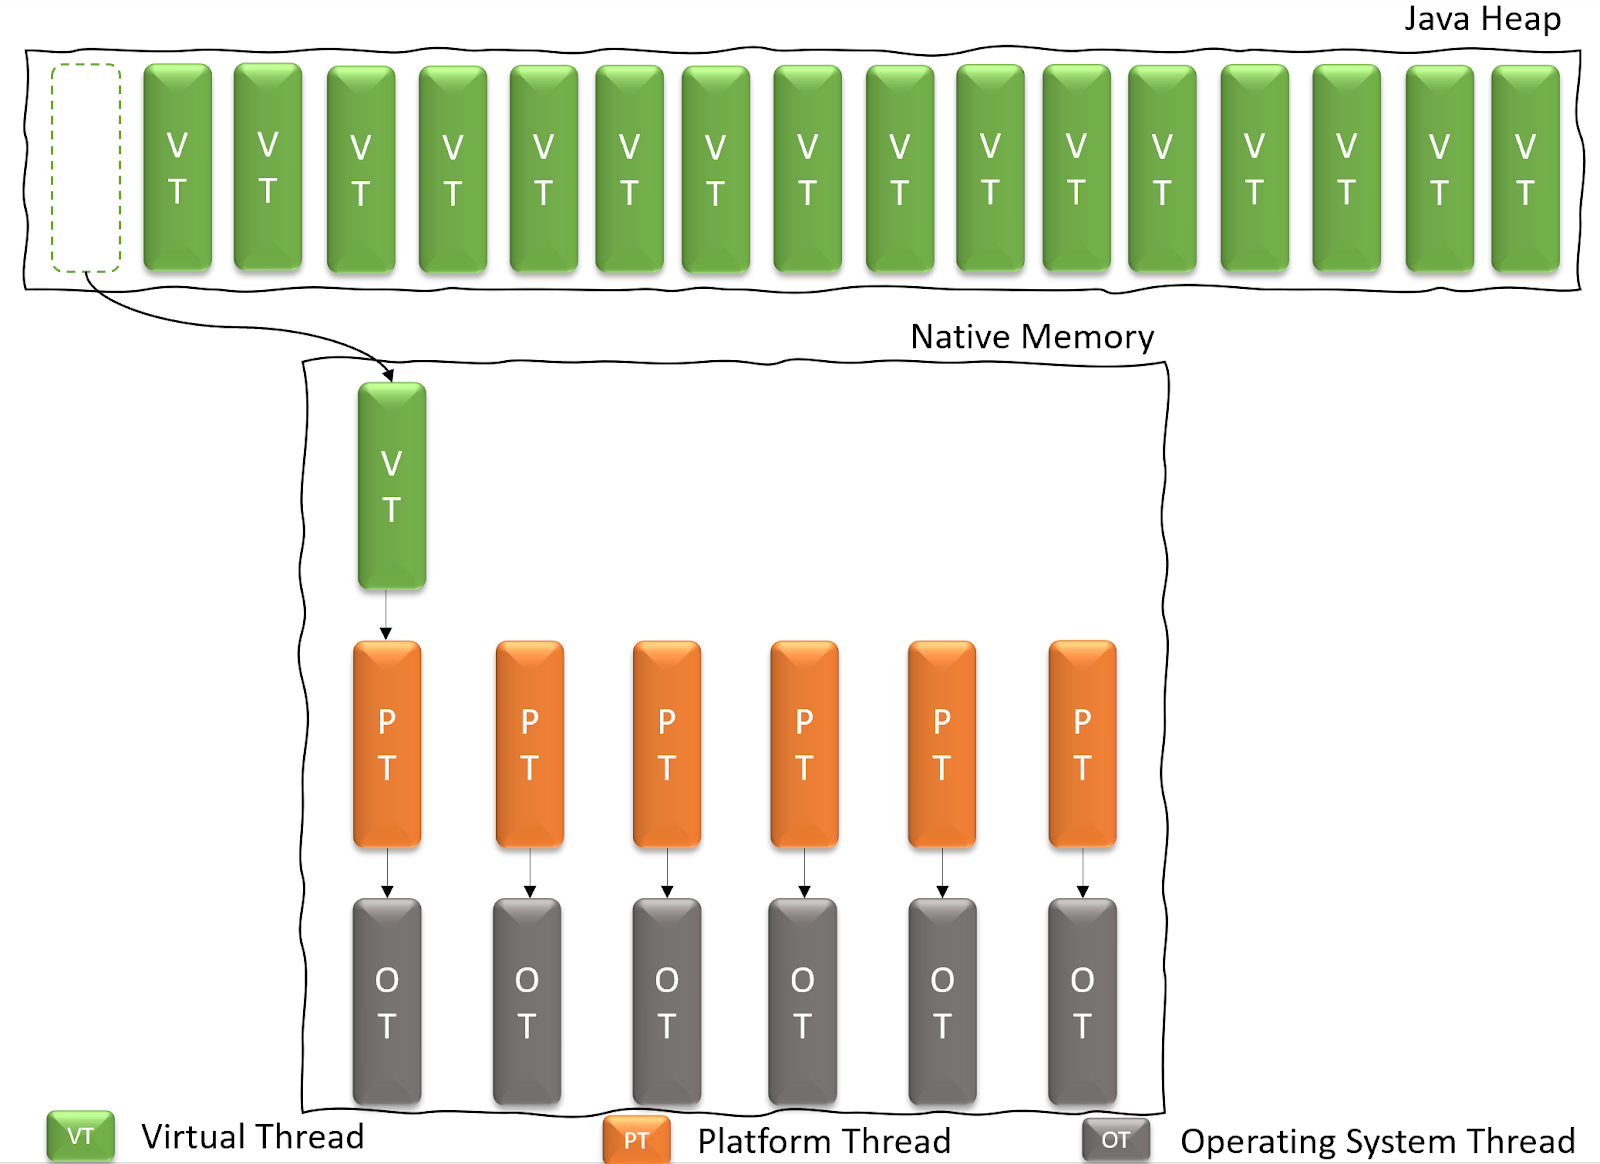 Java Heap
V V V V V V V V V V V V V V V V
T T T T T T T T T T T T T T T T
Native Memory
V
T
P P P P P P
T T T T T T
O O O O O O
T T T T T T
VT Virtual Thread PT Platform Thread OT Operating System Thread